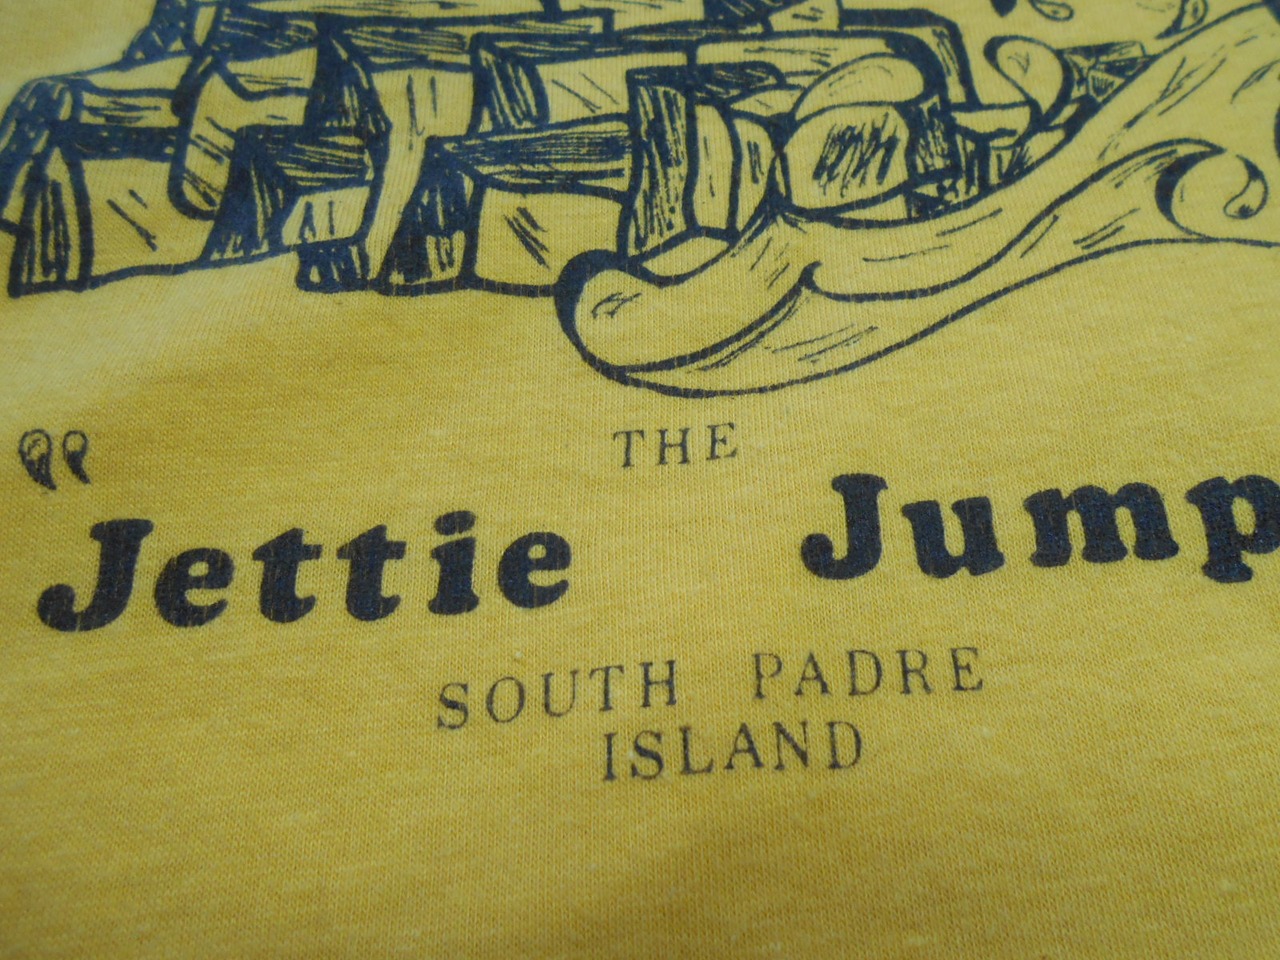 THE
“Jettie Jump
SOUTH PADRE
ISLAND